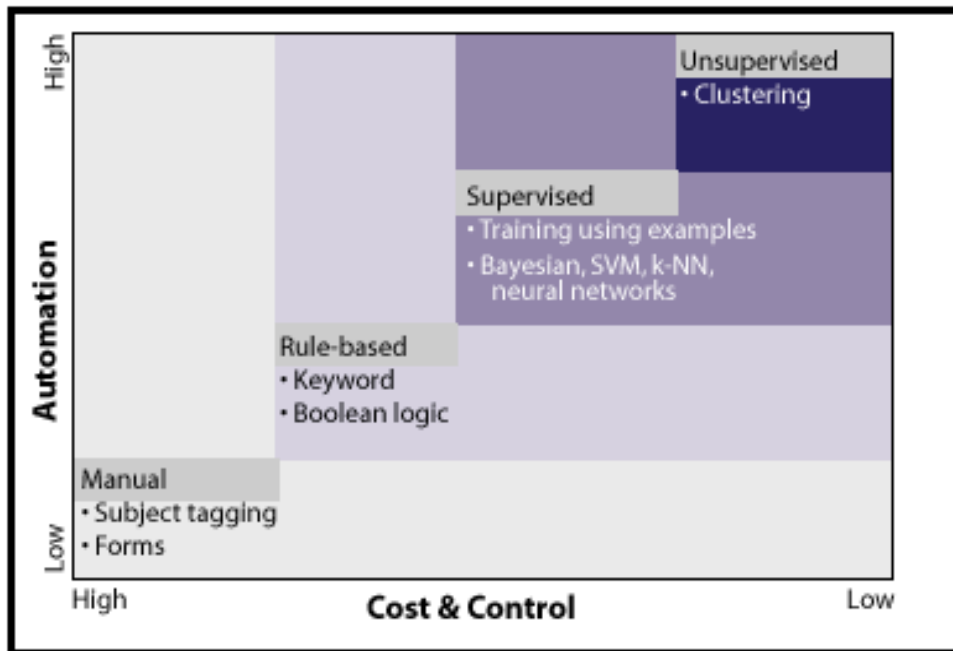 High
Unsupervised
• Clustering
Supervised
• Training using examples
• Bayesian, SVM, k-NN,
neural networks
Automation
Rule-based
• Keyword
• Boolean logic
Manual
• Subject tagging
• Forms
Low
High
Cost & Control
Low